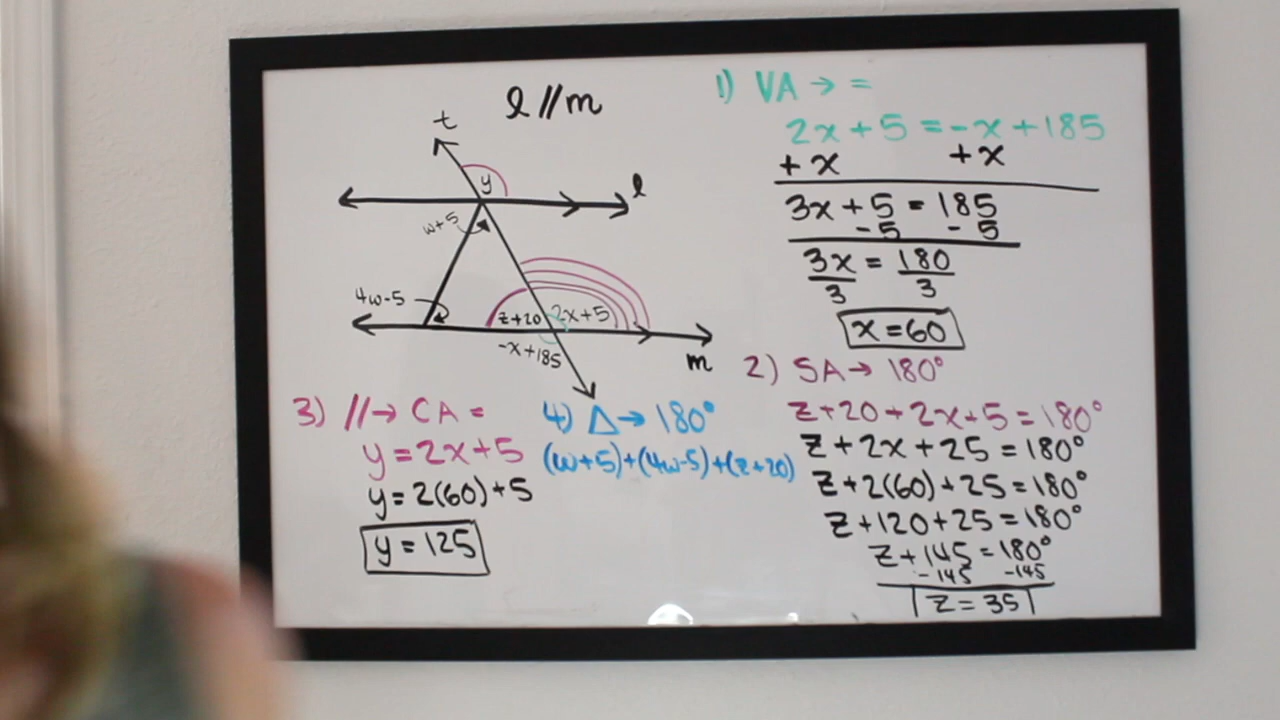 l // m
t
y
l
w+5
4w-5
z+20
2x+5
-x+185
m
1) VA → =
2x+5 = -x+185
+x +x
3x+5 = 185
-5 -5
3x = 180
3 3
x=60
2) SA → 180°
z+20+2x+5=180°
z+2x+25=180°
z+2(60)+25=180°
z+120+25=180°
z+145=180°
-145 -145
z=35
3) // → CA =
y=2x+5
y=2(60)+5
y=125
4) △ → 180°
(w+5)+(4w-5)+(z+20)